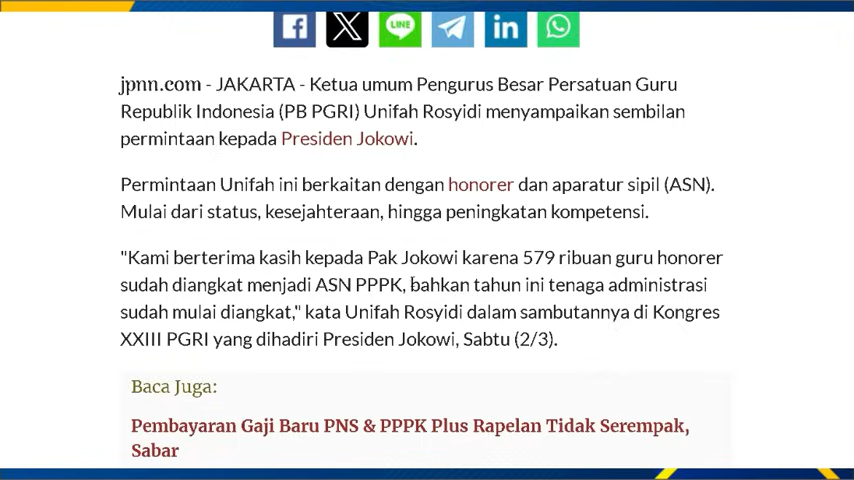 LINE
jpnn.com - JAKARTA - Ketua umum Pengurus Besar Persatuan Guru
Republik Indonesia (PB PGRI) Unifah Rosyidi menyampaikan sembilan
permintaan kepada Presiden Jokowi.
Permintaan Unifah ini berkaitan dengan honorer dan aparatur sipil (ASN).
Mulai dari status, kesejahteraan, hingga peningkatan kompetensi.
"Kami berterima kasih kepada Pak Jokowi karena 579 ribuan guru honorer
sudah diangkat menjadi ASN PPPK, bahkan tahun ini tenaga administrasi
sudah mulai diangkat," kata Unifah Rosyidi dalam sambutannya di Kongres
XXIII PGRI yang dihadiri Presiden Jokowi, Sabtu (2/3).
Baca Juga:
Pembayaran Gaji Baru PNS & PPPK Plus Rapelan Tidak Serempak,
Sabar